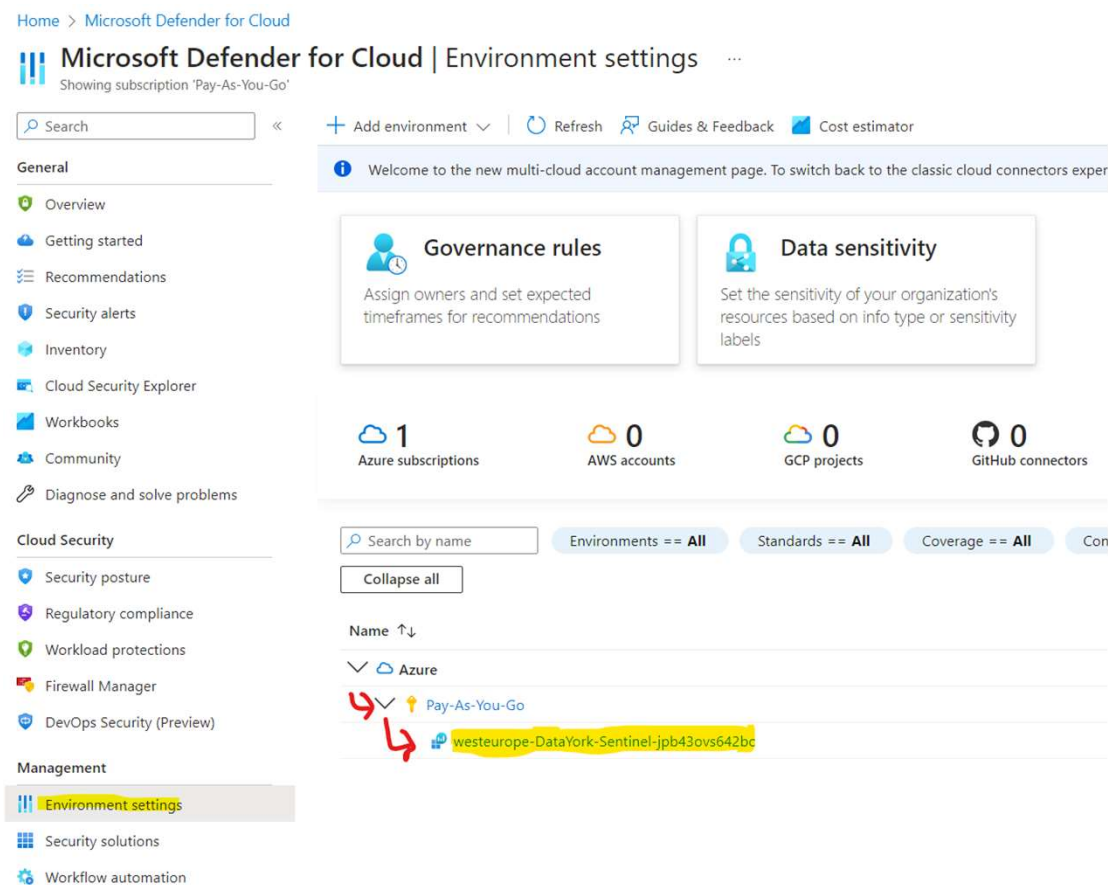 Home > Microsoft Defender for Cloud
Microsoft Defender for Cloud | Environment settings ...
Showing subscription 'Pay-As-You-Go'
Search «
General
Overview
Getting started
Recommendations
Security alerts
Inventory
Cloud Security Explorer
Workbooks
Community
Diagnose and solve problems
Cloud Security
Security posture
Regulatory compliance
Workload protections
Firewall Manager
DevOps Security (Preview)
Management
Environment settings
Security solutions
Workflow automation
Add environment Refresh Guides & Feedback Cost estimator
Welcome to the new multi-cloud account management page. To switch back to the classic cloud connectors exper
Governance rules
Assign owners and set expected
timeframes for recommendations
Data sensitivity
Set the sensitivity of your organization's
resources based on info type or sensitivity
labels
1
Azure subscriptions
0
AWS accounts
0
GCP projects
0
GitHub connectors
Search by name Environments == All Standards == All Coverage == All Con
Collapse all
Name ↑↓
Azure
Pay-As-You-Go
westeurope-DataYork-Sentinel-jpb43ovs642bc